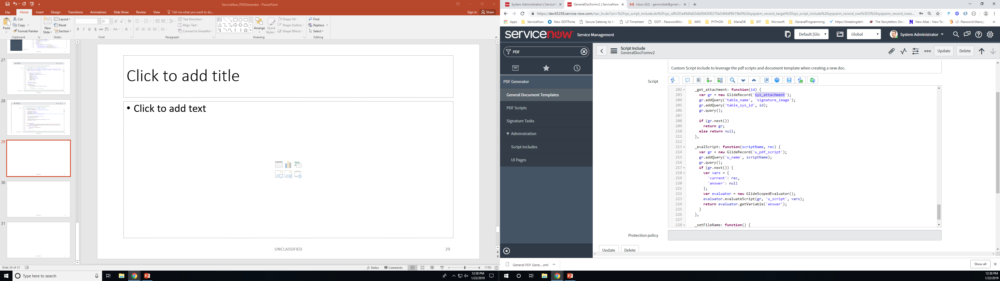 ServiceNow_PDGGenerator - PowerPoint
File
Home
Insert
Design
Transitions
Animations
Slide Show
Review
View
Tell me what you want to do...
Sign in
Share
Paste
Cut
Copy
Format Painter
Clipboard
New
Slide
Layout
Reset
Section
Slides
28
B I U S abc AV Aa A
Font
Text Direction
Align Text
Convert to SmartArt
Paragraph
Arrange
Quick
Styles
Shape Fill
Shape Outline
Shape Effects
Drawing
Find
Replace
Select
Editing
27
28
29
30
31
Click to add title
• Click to add text
UNCLASSIFIED
29
Slide 29 of 31
Notes
Comments
115%
Type here to search
12:38 PM
1/22/2019
System Administration | ServiceN
GeneralDocFormv2 | ServiceNow
Inbox (62) - genmoltek@gmail.c
https://dev65258.service-now.com/nav_to.do?uri=%2Fsys_script_include.do%3Fsys_id%3Da49dfa02db004300270e546fdf9619b0%26sysparm_record_target%3Dsys_script_include%26sysparm_record_row%3D3%26sysparm_record_rows...
Apps
ServiceNow
New GDITPorta
Secure Gateway to N
L3 Timesheet
GDIT - PasswordMan
AWS
PYTHON
MariaDB
GIT
Microsoft
GeneralProgramming
https://breakingdefe
The Storytellers: Dece
New Atlas - New Tec
L3 -Password Manag
servicenow
Service Management
Default [Glo
Global
System Administrator
PDF
Script Include
GeneralDocFormv2
Update
Delete
PDF Generator
General Document Templates
PDF Scripts
Signature Tasks
Adminstration
Script Includes
UI Pages
Custom Script include to leverage the pdf scripts and document template when creating a new doc.
Script
202 _get_attachment: function(id) {
203 var gr = new GlideRecord('sys_attachment');
204 gr.addQuery('table_name', 'signature_image');
205 gr.addQuery('table_sys_id', id);
206 gr.query();
207
208 if (gr.next())
209 return gr;
210 else return null;
211 },
212
213 _evalScript: function(scriptName, rec) {
214 var gr = new GlideRecord('u_pdf_script');
215 gr.addQuery('u_name', scriptName);
216 gr.query();
217 if (gr.next()) {
218 var vars = {
219 'current': rec,
220 'answer': null
221 };
222 var evaluator = new GlideScopedEvaluator();
223 evaluator.evaluateScript(gr, 'u_script', vars);
224 return evaluator.getVariable('answer');
225 }
226 },
227
228 _setFileName: function() {
Protection policy
Update
Delete
General PDF Gene....xml
Show all
12:38 PM
1/22/2019